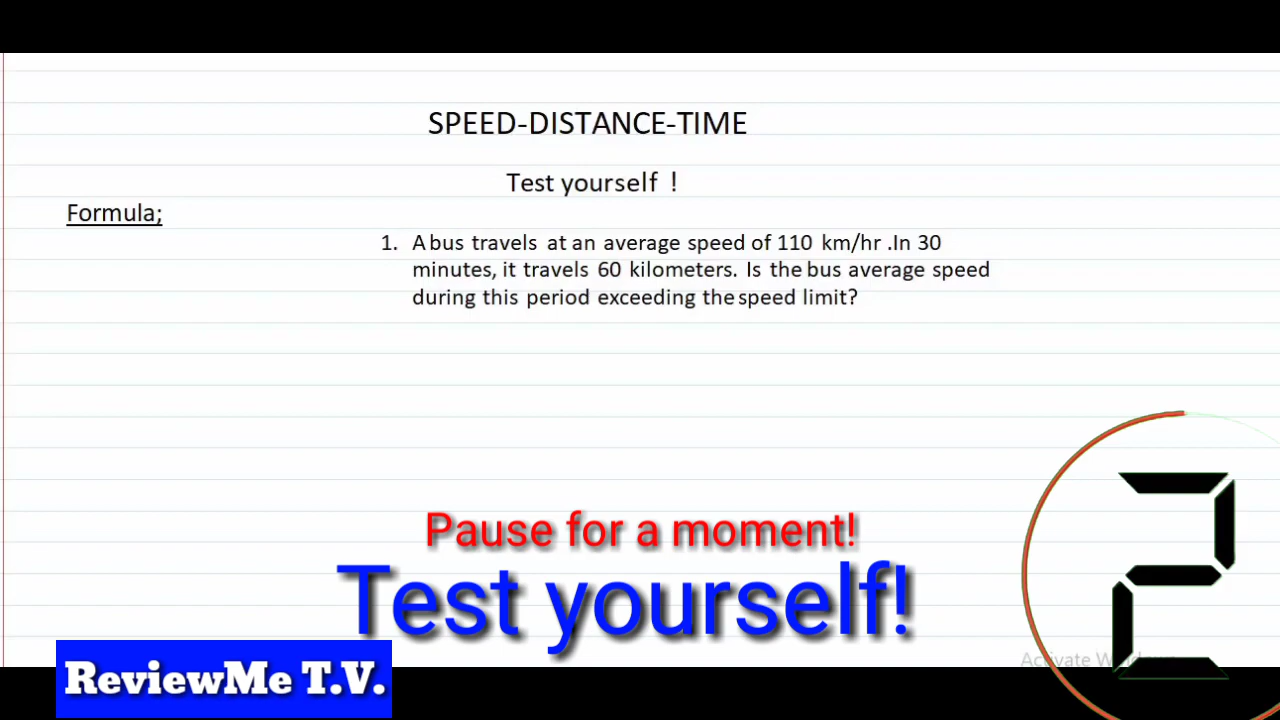 SPEED-DISTANCE-TIME
Test yourself !
Formula;
1. A bus travels at an average speed of 110 km/hr .In 30
minutes, it travels 60 kilometers. Is the bus average speed
during this period exceeding the speed limit?
Pause for a moment!
Test yourself!
2
Activate Windows
ReviewMe T.V.